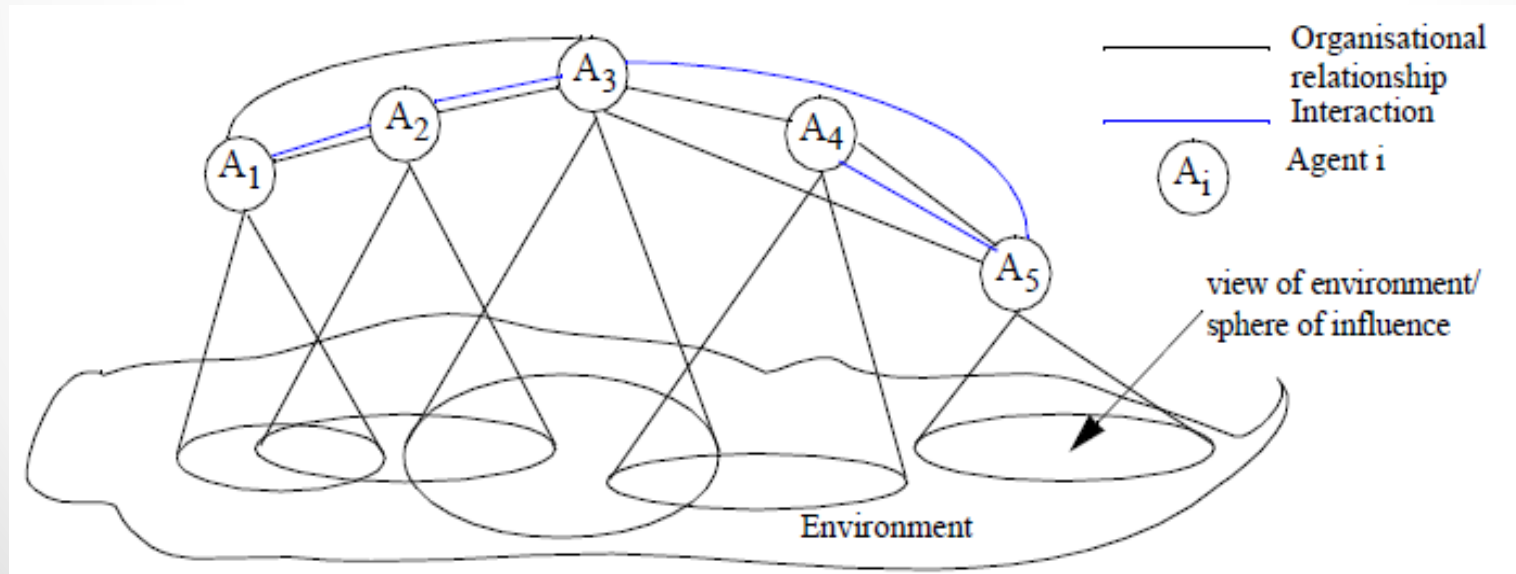 A1
A2
A3
A4
A5
Organisational
relationship
Interaction
Ai
Agent i
view of environment/
sphere of influence
Environment